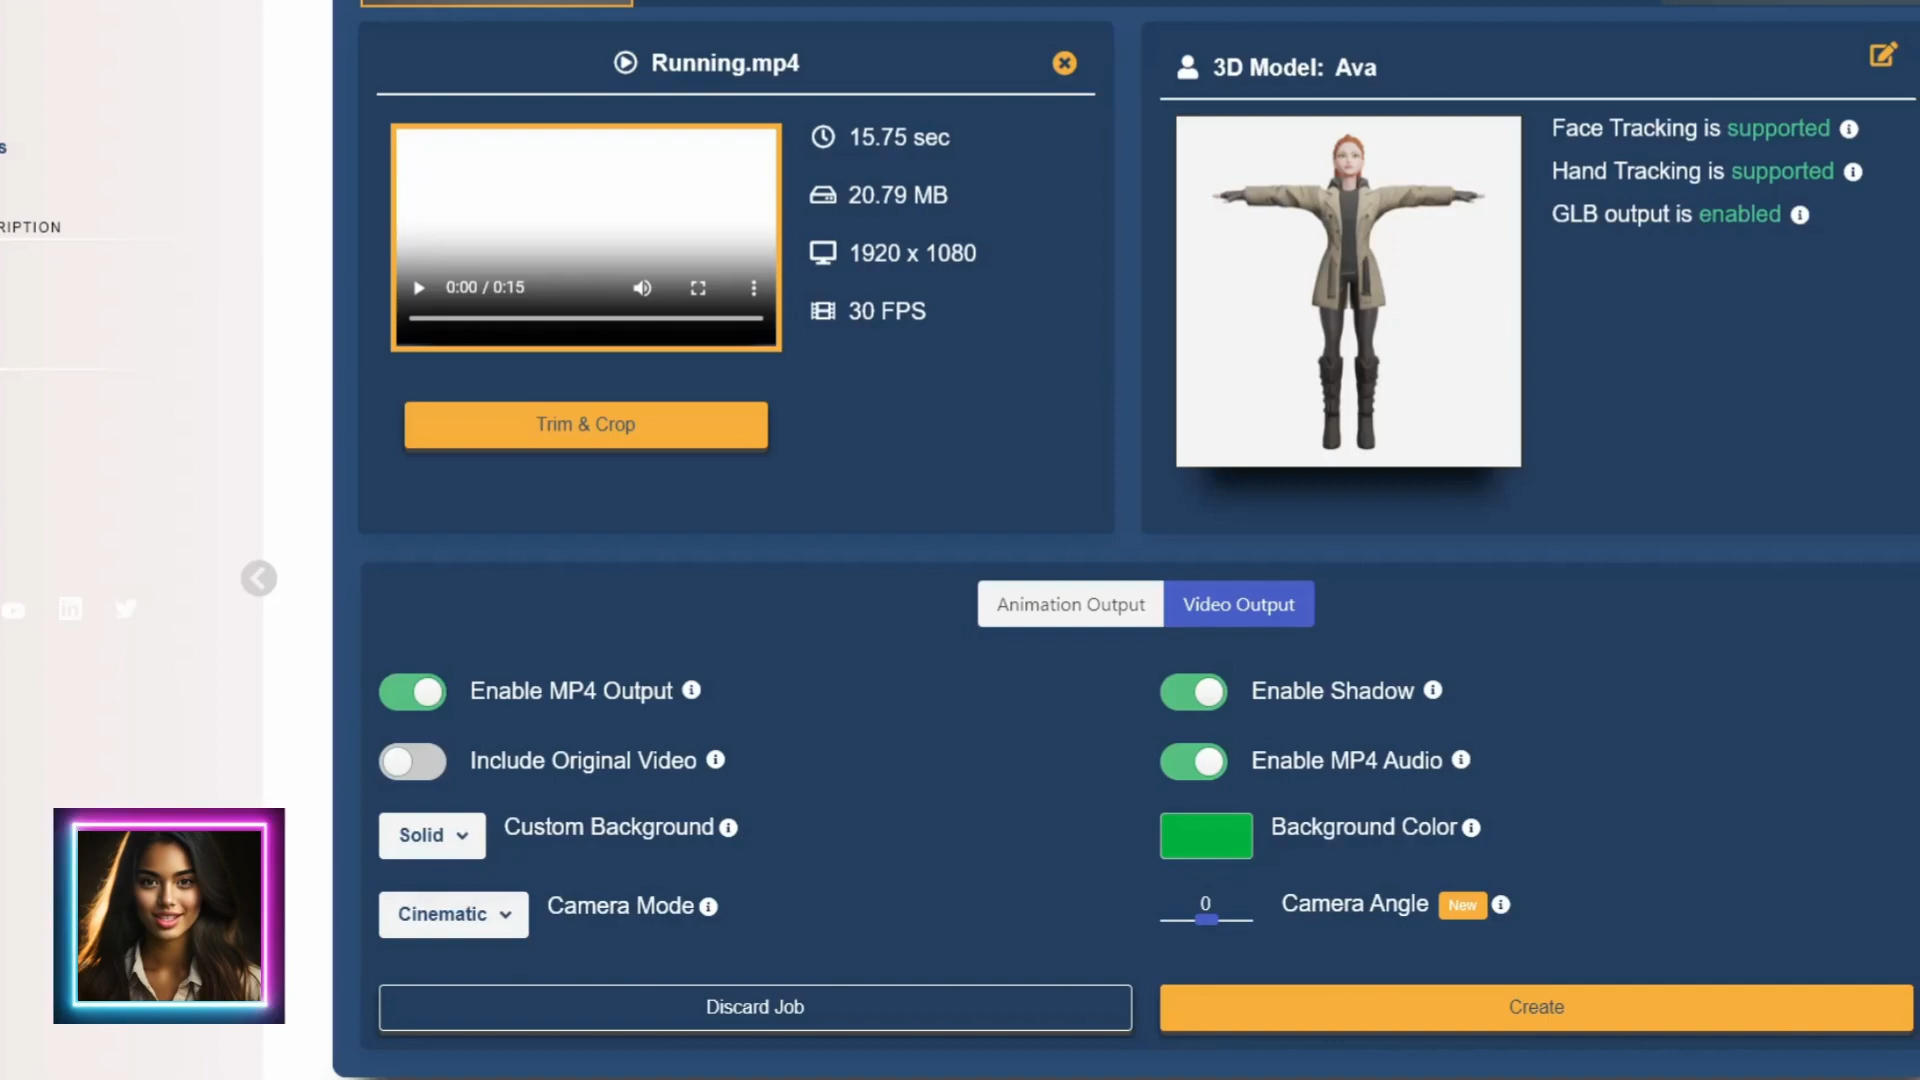 s
RIPTION
Running.mp4
0:00 / 0:15
15.75 sec
20.79 MB
1920 x 1080
30 FPS
Trim & Crop
3D Model: Ava
Face Tracking is supported
Hand Tracking is supported
GLB output is enabled
Animation Output
Video Output
Enable MP4 Output
Enable Shadow
Include Original Video
Enable MP4 Audio
Solid
Custom Background
Background Color
Cinematic
Camera Mode
0
Camera Angle
New
Discard Job
Create